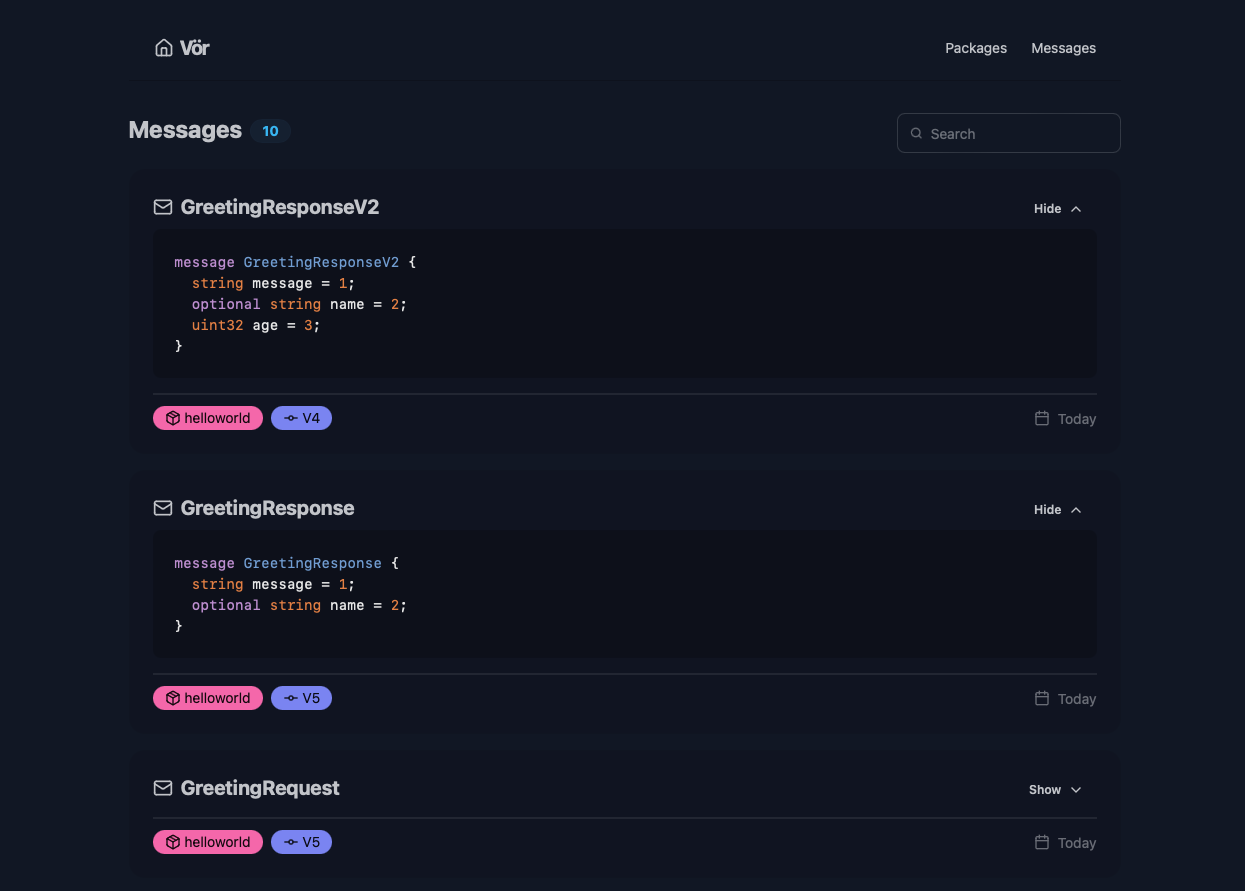 Vör
Packages Messages
Messages 10
Search
GreetingResponseV2
Hide
message GreetingResponseV2 {
  string message = 1;
  optional string name = 2;
  uint32 age = 3;
}
helloworld V4 Today
GreetingResponse
Hide
message GreetingResponse {
  string message = 1;
  optional string name = 2;
}
helloworld V5 Today
GreetingRequest
Show
helloworld V5 Today